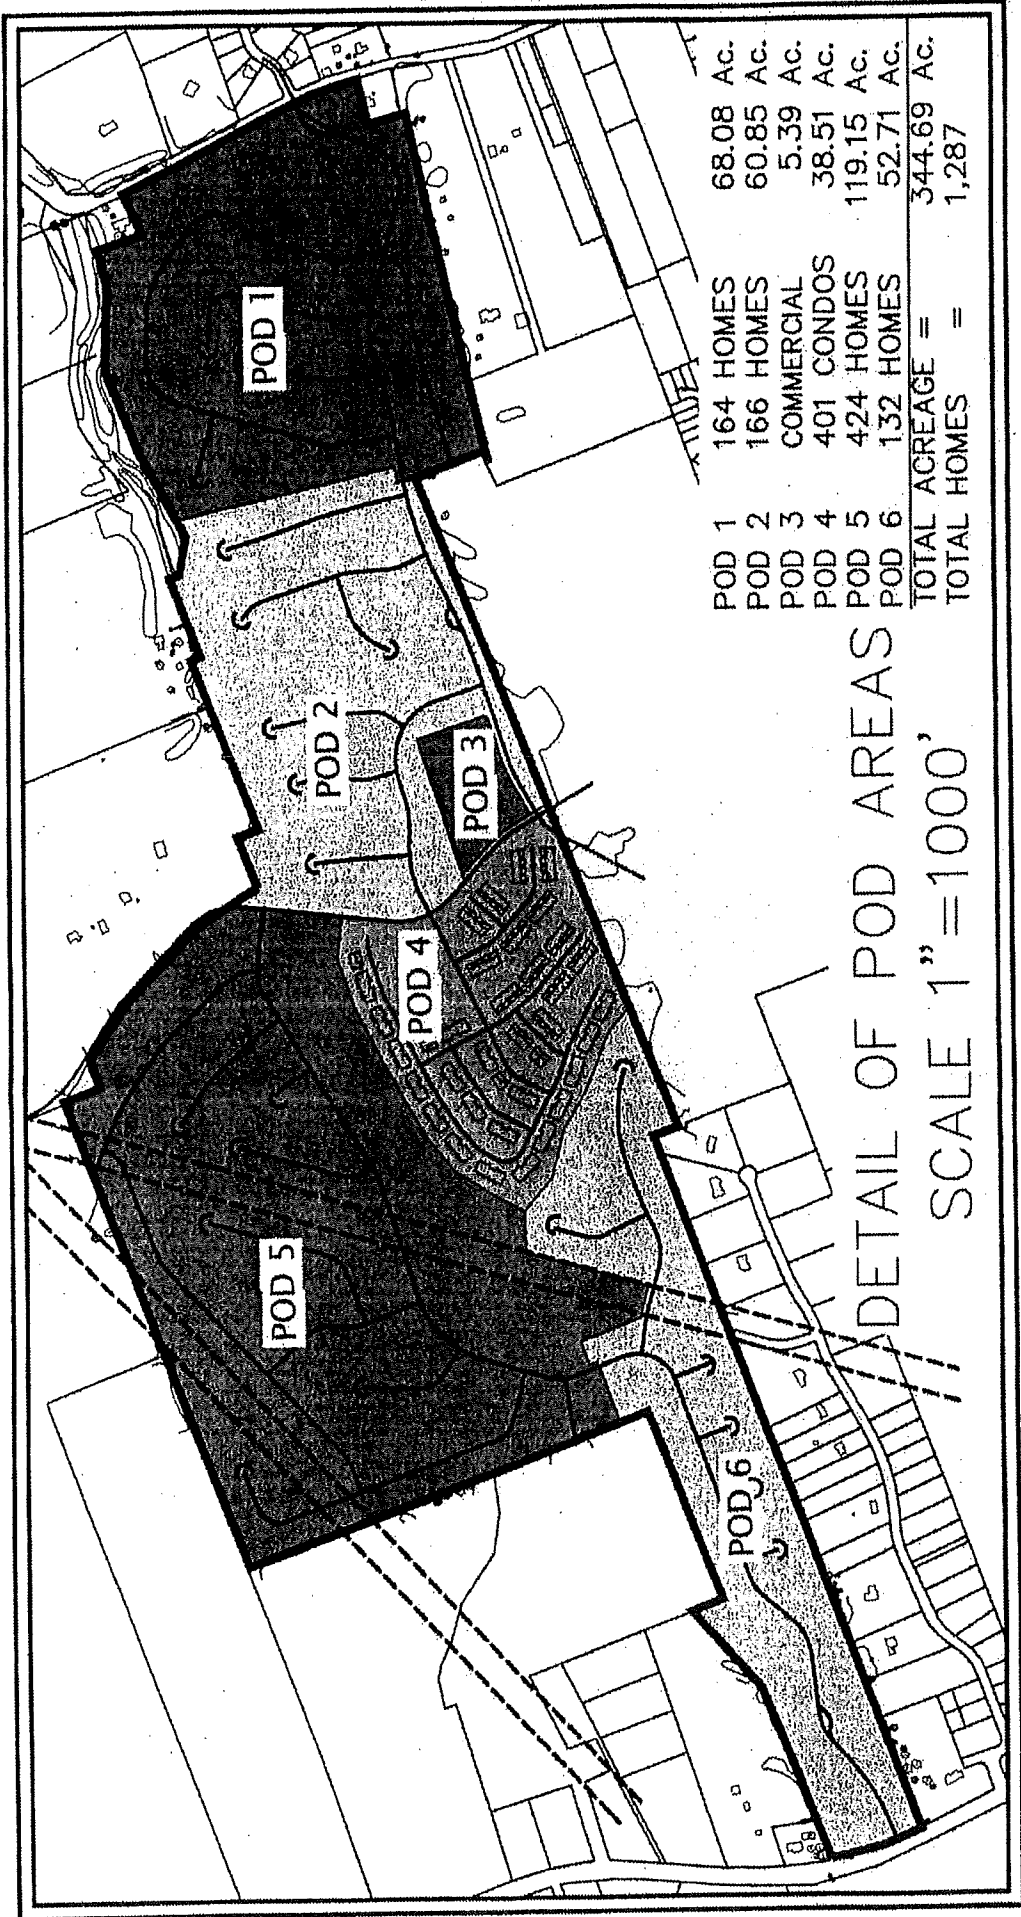 POD 1
POD 2
POD 3
POD 4
POD 5
POD 6
POD 1 164 HOMES 68.08 Ac.
POD 2 166 HOMES 60.85 Ac.
POD 3 COMMERCIAL 5.39 Ac.
POD 4 401 CONDOS 38.51 Ac.
POD 5 424 HOMES 119.15 Ac.
POD 6 132 HOMES 52.71 Ac.
TOTAL ACREAGE = 344.69 Ac.
TOTAL HOMES = 1,287
DETAIL OF POD AREAS
SCALE 1"=1000'